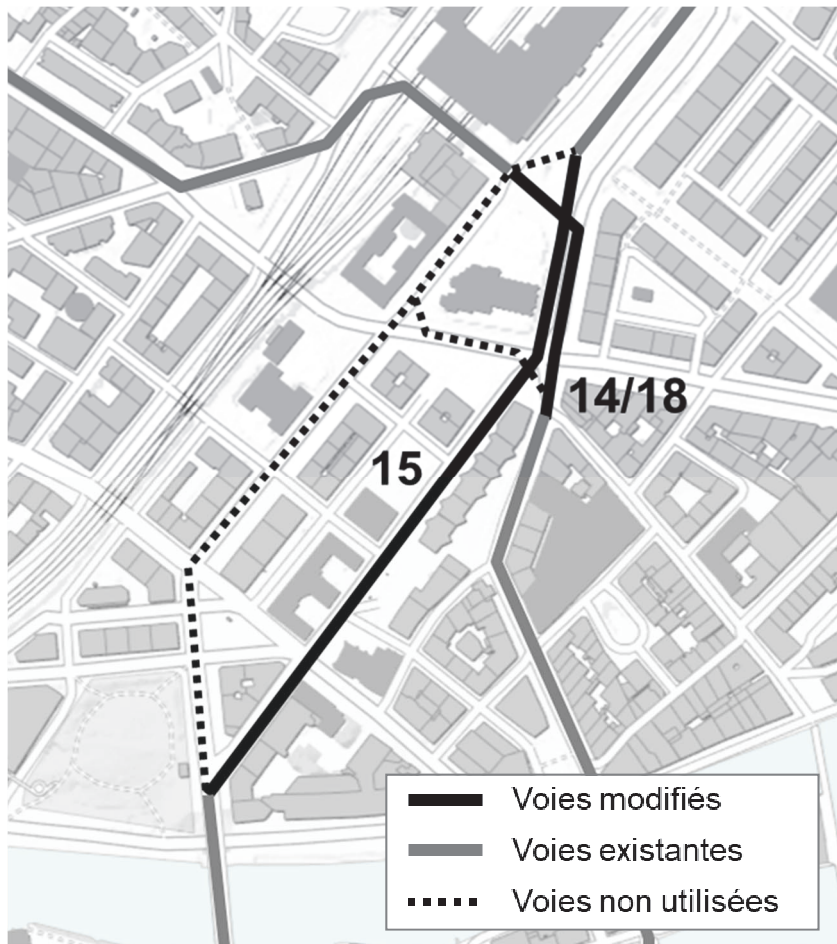 14/18
15
Voies modifiés
Voies existantes
Voies non utilisées